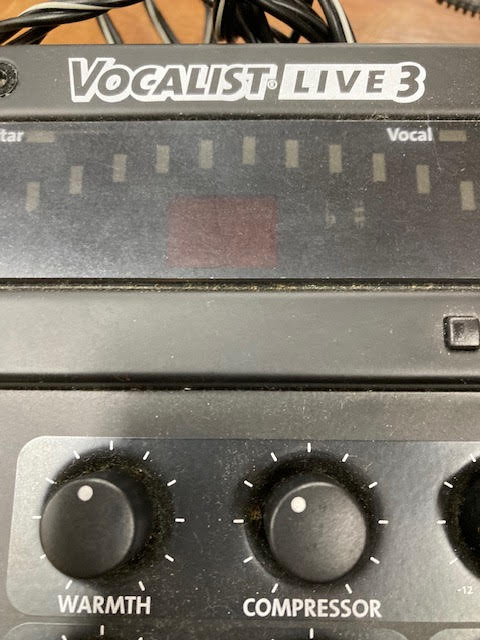 VOCALIST® LIVE 3
tar Vocal
♭ #
WARMTH COMPRESSOR
-12